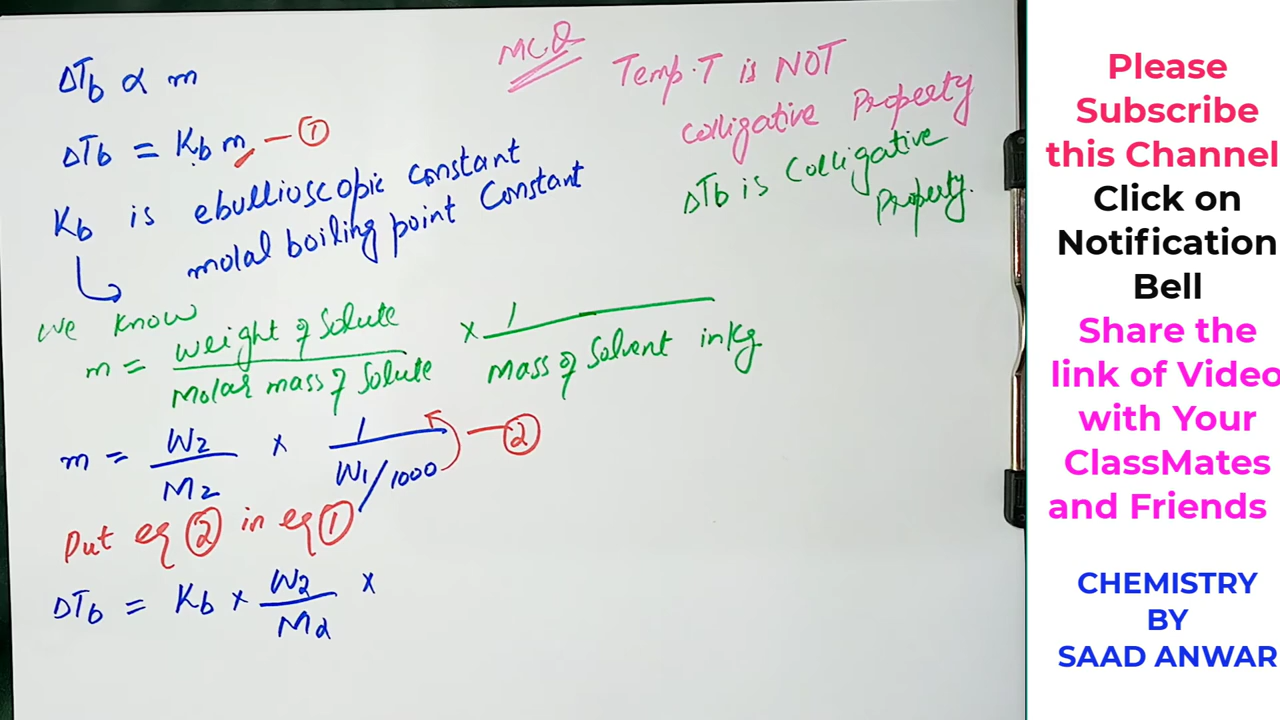 ΔTb ∝ m
ΔTb = Kb m — ①
Kb is ebullioscopic constant
molal boiling point Constant
We know
m = Weight of Solute / Molar mass of Solute × 1 / Mass of Solvent in Kg
m = W2 / M2 × 1 / W1/1000 — ②
Put eq ② in eq ①
ΔTb = Kb × W2 / M2 ×
MCQ
Temp. T is NOT
Colligative Property
ΔTb is Colligative
Property.
Please
Subscribe
this Channel
Click on
Notification
Bell
Share the
link of Video
with Your
ClassMates
and Friends
CHEMISTRY
BY
SAAD ANWAR